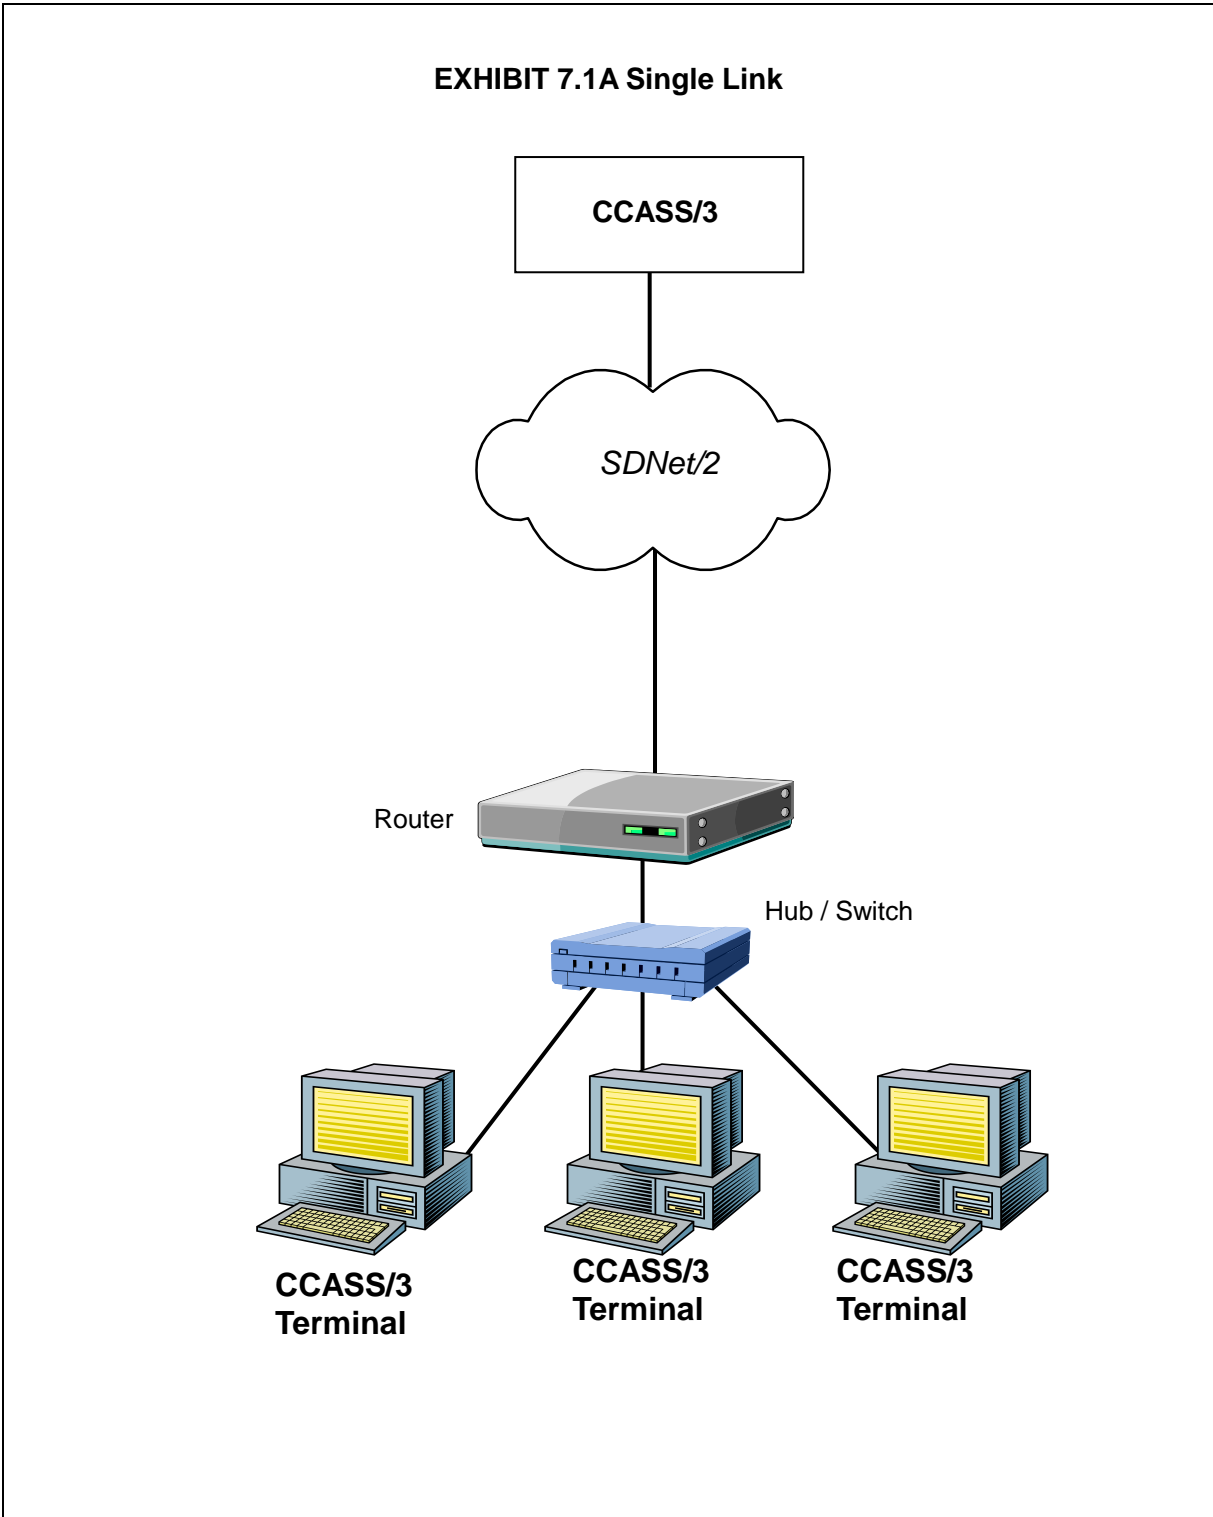 EXHIBIT 7.1A Single Link
CCASS/3
SDNet/2
Router
Hub / Switch
CCASS/3
Terminal
CCASS/3
Terminal
CCASS/3
Terminal